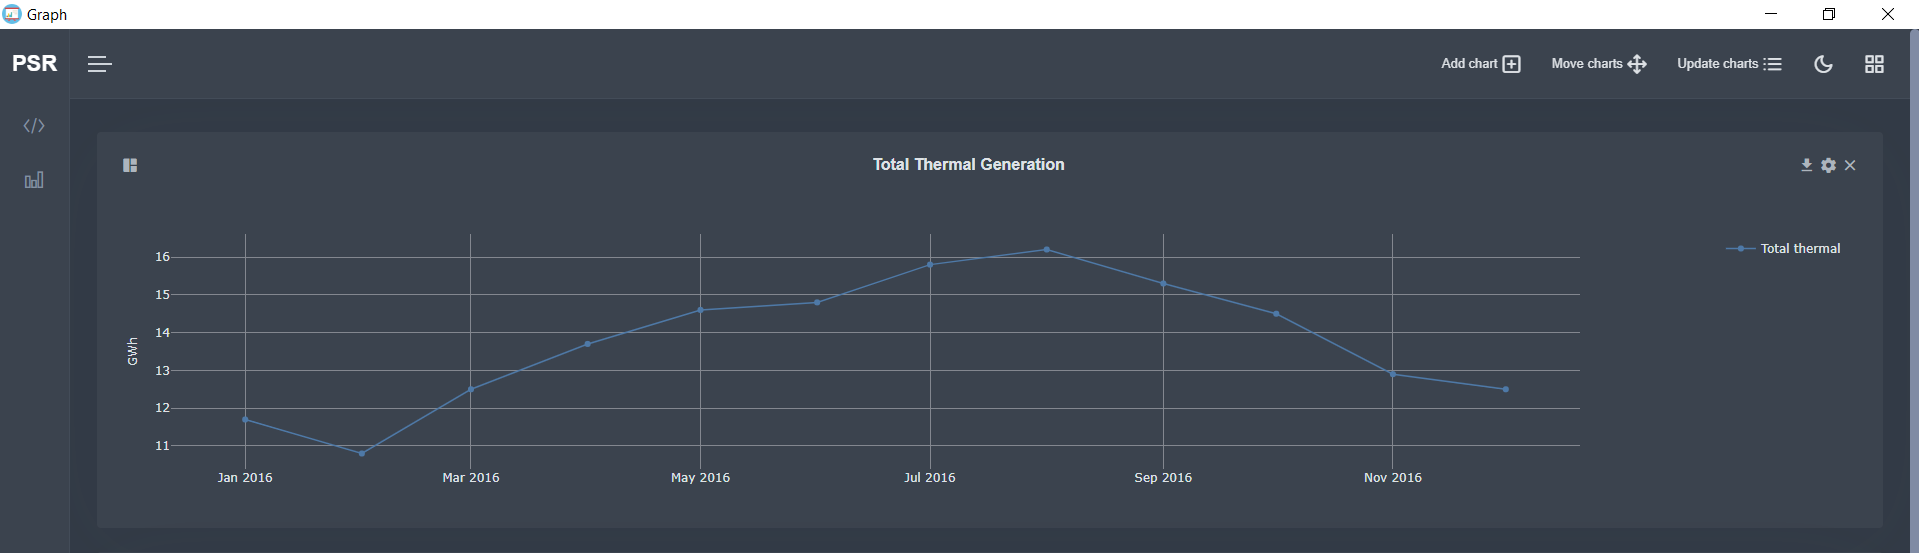 Graph
PSR
Add chart
Move charts
Update charts
Total Thermal Generation
Total thermal
GWh
16
15
14
13
12
11
Jan 2016
Mar 2016
May 2016
Jul 2016
Sep 2016
Nov 2016